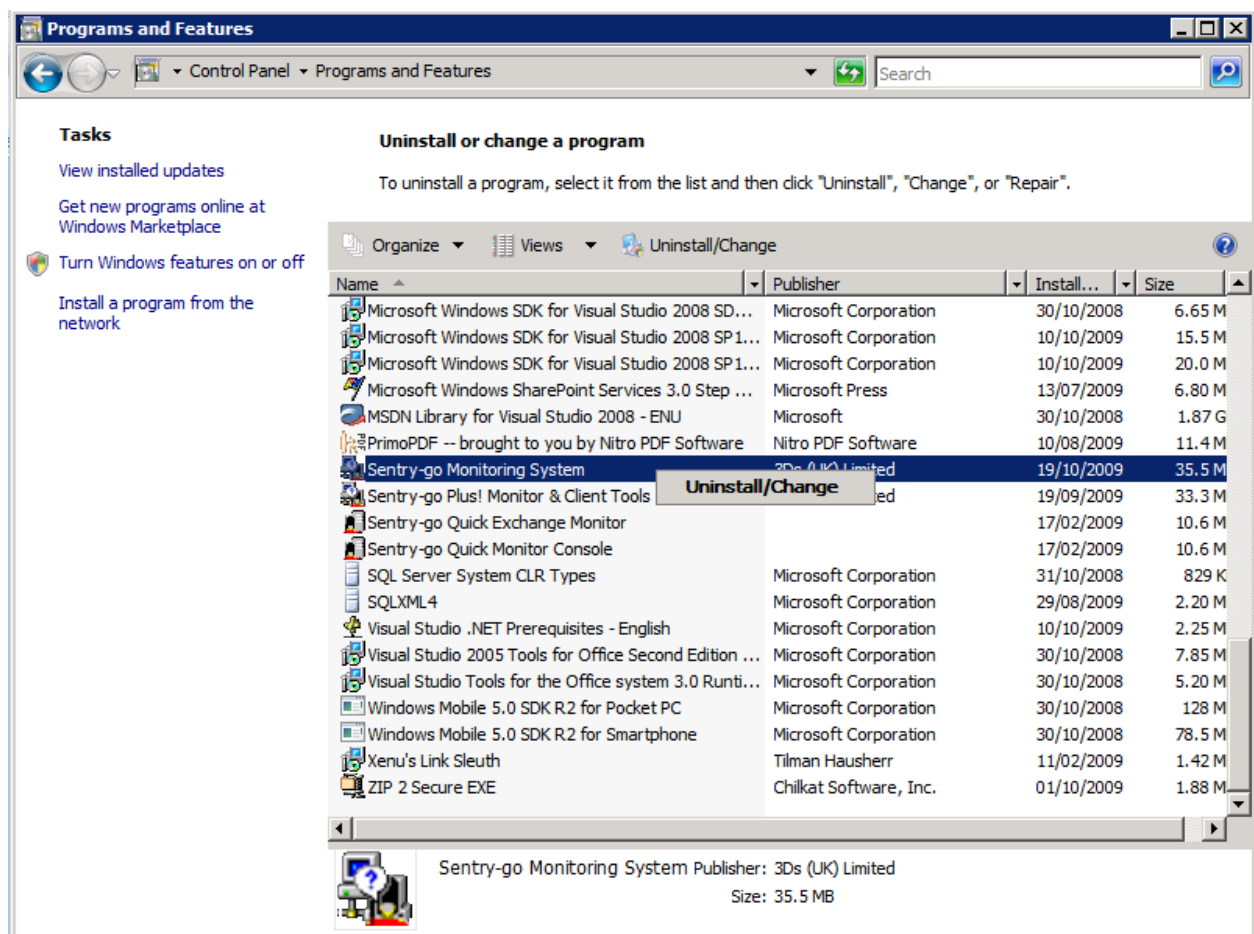 Programs and Features
Control Panel Programs and Features Search
Tasks
View installed updates
Get new programs online at
Windows Marketplace
Turn Windows features on or off
Install a program from the
network
Uninstall or change a program
To uninstall a program, select it from the list and then click "Uninstall", "Change", or "Repair".
Organize Views Uninstall/Change
Name Publisher Install... Size
Microsoft Windows SDK for Visual Studio 2008 SD... Microsoft Corporation 30/10/2008 6.65 M
Microsoft Windows SDK for Visual Studio 2008 SP1... Microsoft Corporation 10/10/2009 15.5 M
Microsoft Windows SDK for Visual Studio 2008 SP1... Microsoft Corporation 10/10/2009 20.0 M
Microsoft Windows SharePoint Services 3.0 Step ... Microsoft Press 13/07/2009 6.80 M
MSDN Library for Visual Studio 2008 - ENU Microsoft 30/10/2008 1.87 G
PrimoPDF -- brought to you by Nitro PDF Software Nitro PDF Software 10/08/2009 11.4 M
Sentry-go Monitoring System 3Ds (UK) Limited 19/10/2009 35.5 M
Uninstall/Change
Sentry-go Plus! Monitor & Client Tools ed 19/09/2009 33.3 M
Sentry-go Quick Exchange Monitor 17/02/2009 10.6 M
Sentry-go Quick Monitor Console 17/02/2009 10.6 M
SQL Server System CLR Types Microsoft Corporation 31/10/2008 829 K
SQLXML4 Microsoft Corporation 29/08/2009 2.20 M
Visual Studio .NET Prerequisites - English Microsoft Corporation 10/10/2009 2.25 M
Visual Studio 2005 Tools for Office Second Edition ... Microsoft Corporation 30/10/2008 7.85 M
Visual Studio Tools for the Office system 3.0 Runti... Microsoft Corporation 30/10/2008 5.20 M
Windows Mobile 5.0 SDK R2 for Pocket PC Microsoft Corporation 30/10/2008 128 M
Windows Mobile 5.0 SDK R2 for Smartphone Microsoft Corporation 30/10/2008 78.5 M
Xenu's Link Sleuth Tilman Hausherr 11/02/2009 1.42 M
ZIP 2 Secure EXE Chilkat Software, Inc. 01/10/2009 1.88 M
Sentry-go Monitoring System Publisher: 3Ds (UK) Limited
Size: 35.5 MB